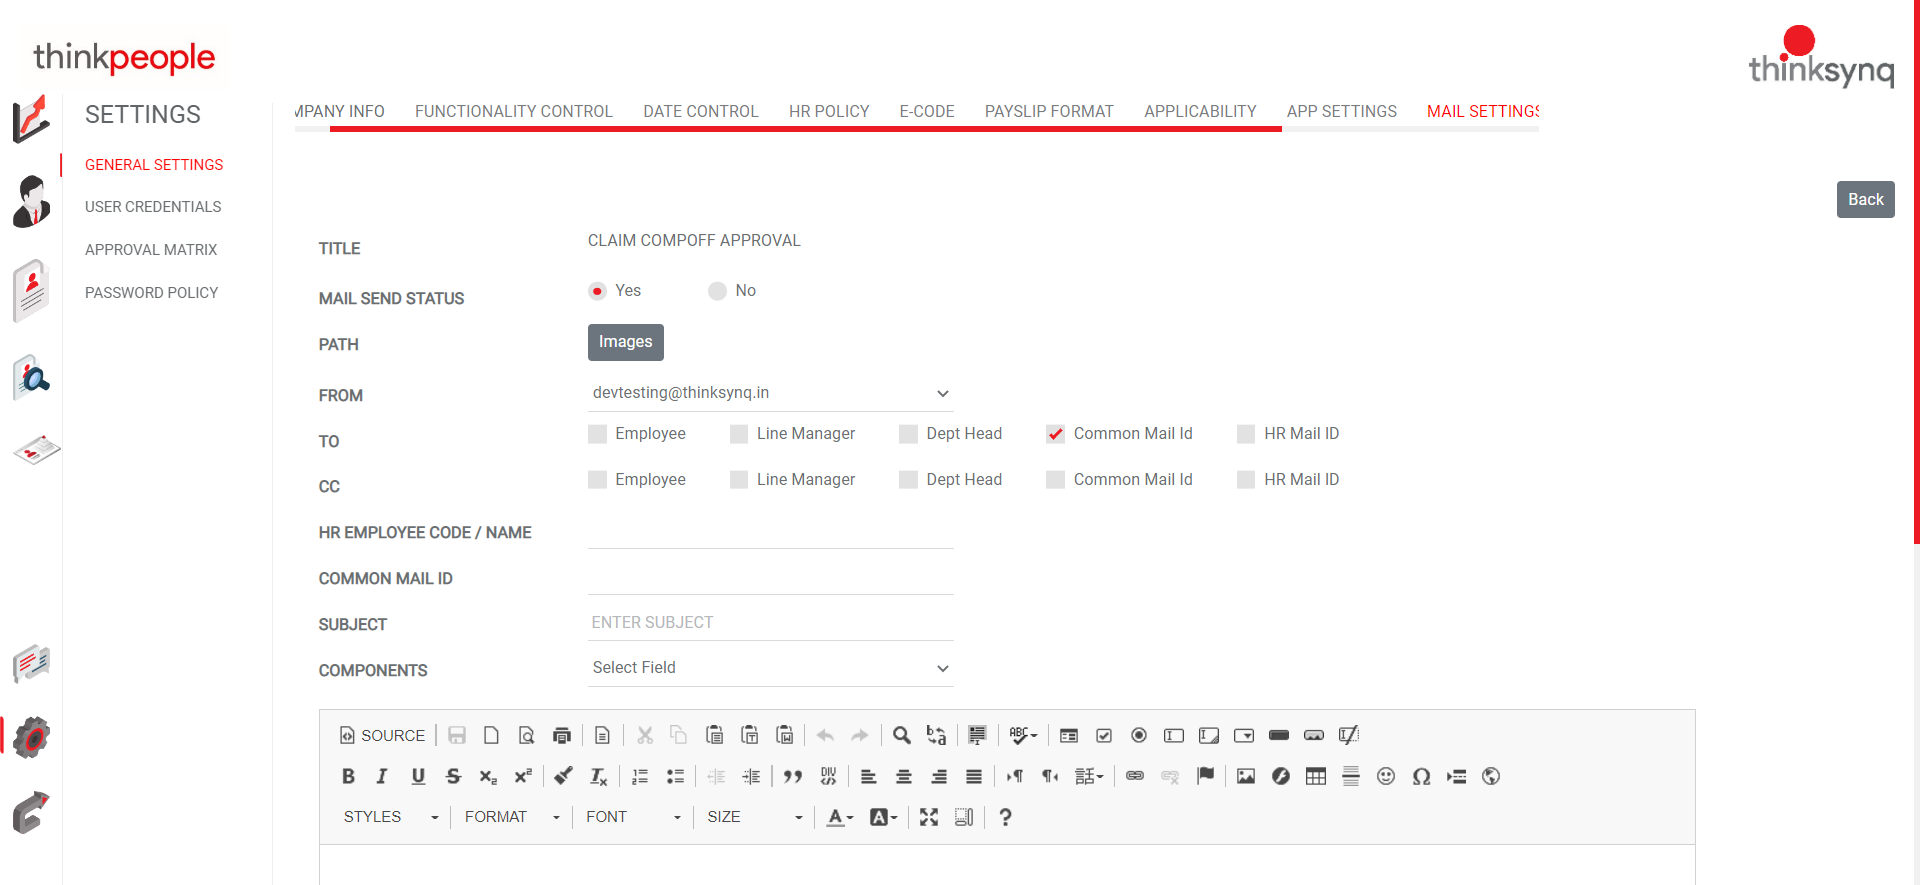 thinkpeople
thinksynq
SETTINGS
MPANY INFO FUNCTIONALITY CONTROL DATE CONTROL HR POLICY E-CODE PAYSLIP FORMAT APPLICABILITY APP SETTINGS MAIL SETTINGS
GENERAL SETTINGS
USER CREDENTIALS
APPROVAL MATRIX
PASSWORD POLICY
Back
TITLE CLAIM COMPOFF APPROVAL
MAIL SEND STATUS Yes No
PATH Images
FROM devtesting@thinksynq.in
TO Employee Line Manager Dept Head Common Mail Id HR Mail ID
CC Employee Line Manager Dept Head Common Mail Id HR Mail ID
HR EMPLOYEE CODE / NAME
COMMON MAIL ID
SUBJECT ENTER SUBJECT
COMPONENTS Select Field
SOURCE
STYLES FORMAT FONT SIZE